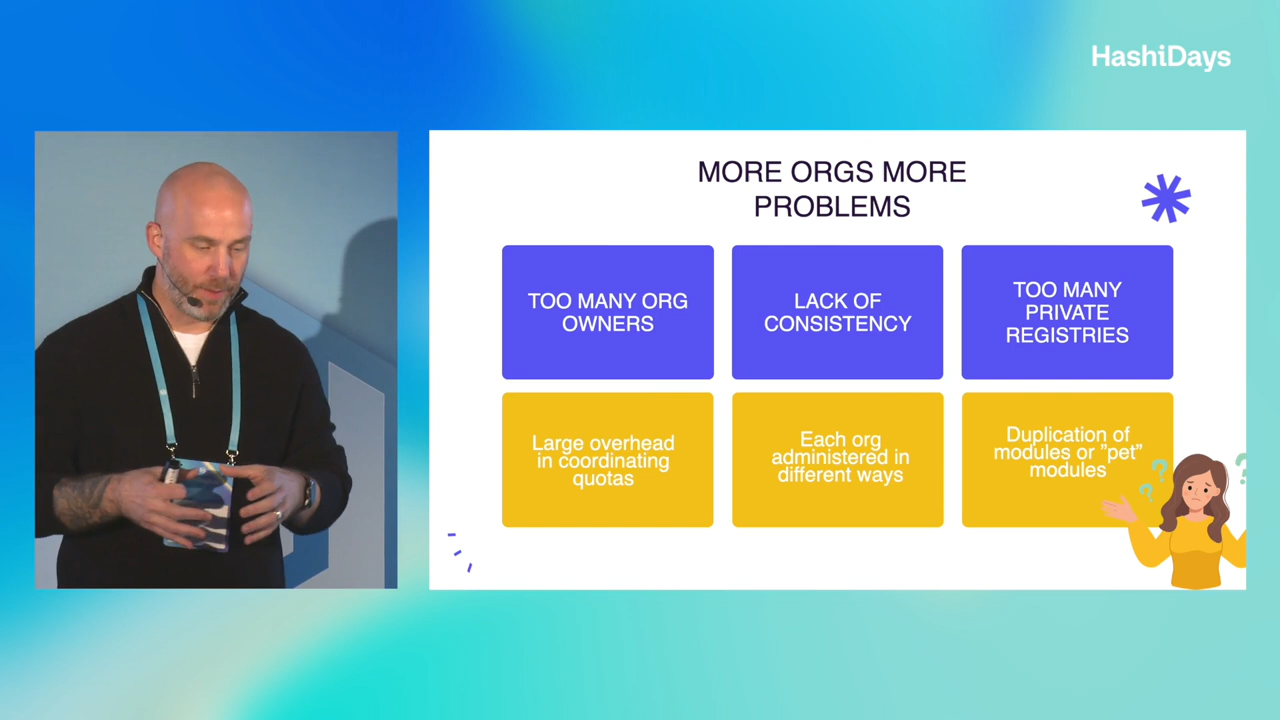 HashiDays
MORE ORGS MORE
PROBLEMS
TOO MANY ORG
OWNERS
LACK OF
CONSISTENCY
TOO MANY
PRIVATE
REGISTRIES
Large overhead
in coordinating
quotas
Each org
administered in
different ways
Duplication of
modules or "pet"
modules
? ? ?